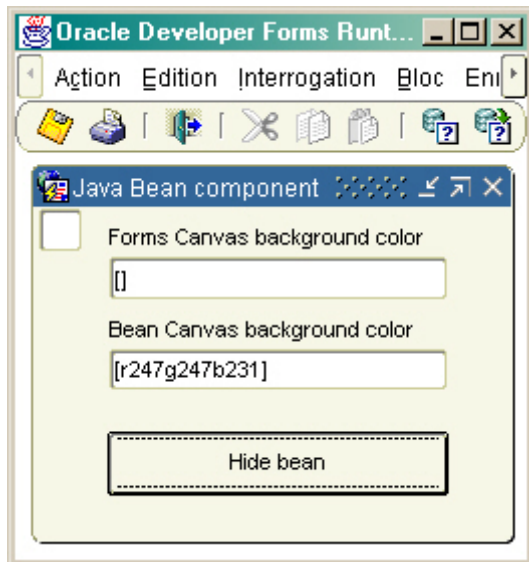 Oracle Developer Forms Runt...
Action Edition Interrogation Bloc
Java Bean component
Forms Canvas background color
[]
Bean Canvas background color
[r247g247b231]
Hide bean